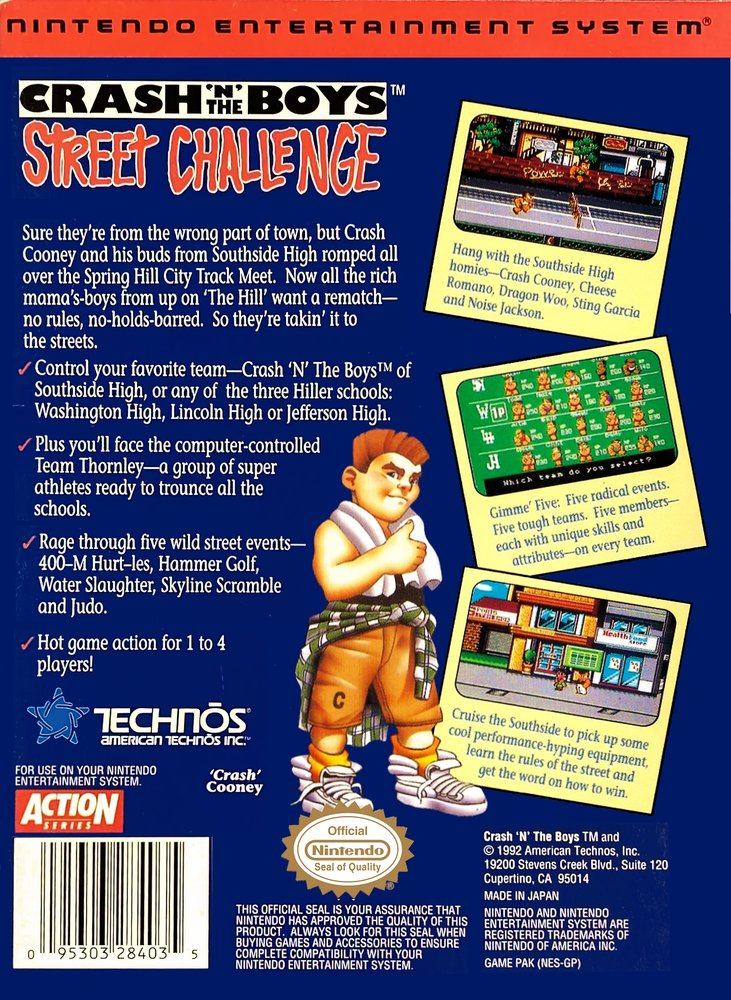 NINTENDO ENTERTAINMENT SYSTEM®
CRASH 'N' THE BOYS™
STREET CHALLENGE
Sure they're from the wrong part of town, but Crash
Cooney and his buds from Southside High romped all
over the Spring Hill City Track Meet. Now all the rich
mama's-boys from up on 'The Hill' want a rematch—
no rules, no-holds-barred. So they're takin' it to
the streets.
✓Control your favorite team—Crash 'N' The Boys™ of
Southside High, or any of the three Hiller schools:
Washington High, Lincoln High or Jefferson High.
✓Plus you'll face the computer-controlled
Team Thornley—a group of super
athletes ready to trounce all the
schools.
✓Rage through five wild street events—
400-M Hurt-les, Hammer Golf,
Water Slaughter, Skyline Scramble
and Judo.
✓Hot game action for 1 to 4
players!
TECHNŌS®
AMERICAN TECHNŌS INC.™
FOR USE ON YOUR NINTENDO
ENTERTAINMENT SYSTEM.
ACTION
SERIES
0 95303 28403 5
'Crash'
Cooney
C
Power
Hang with the Southside High
homies—Crash Cooney, Cheese
Romano, Dragon Woo, Sting Garcia
and Noise Jackson.
W 1P
Which team do you select?
Gimme' Five: Five radical events.
Five tough teams. Five members—
each with unique skills and
attributes—on every team.
Health Food
STORE
Cruise the Southside to pick up some
cool performance-hyping equipment,
learn the rules of the street and
get the word on how to win.
Official
Nintendo
Seal of Quality
®
THIS OFFICIAL SEAL IS YOUR ASSURANCE THAT
NINTENDO HAS APPROVED THE QUALITY OF THIS
PRODUCT. ALWAYS LOOK FOR THIS SEAL WHEN
BUYING GAMES AND ACCESSORIES TO ENSURE
COMPLETE COMPATIBILITY WITH YOUR
NINTENDO ENTERTAINMENT SYSTEM.
Crash 'N' The Boys TM and
© 1992 American Technos, Inc.
19200 Stevens Creek Blvd., Suite 120
Cupertino, CA 95014
MADE IN JAPAN
NINTENDO AND NINTENDO
ENTERTAINMENT SYSTEM ARE
REGISTERED TRADEMARKS OF
NINTENDO OF AMERICA INC.
GAME PAK (NES-GP)